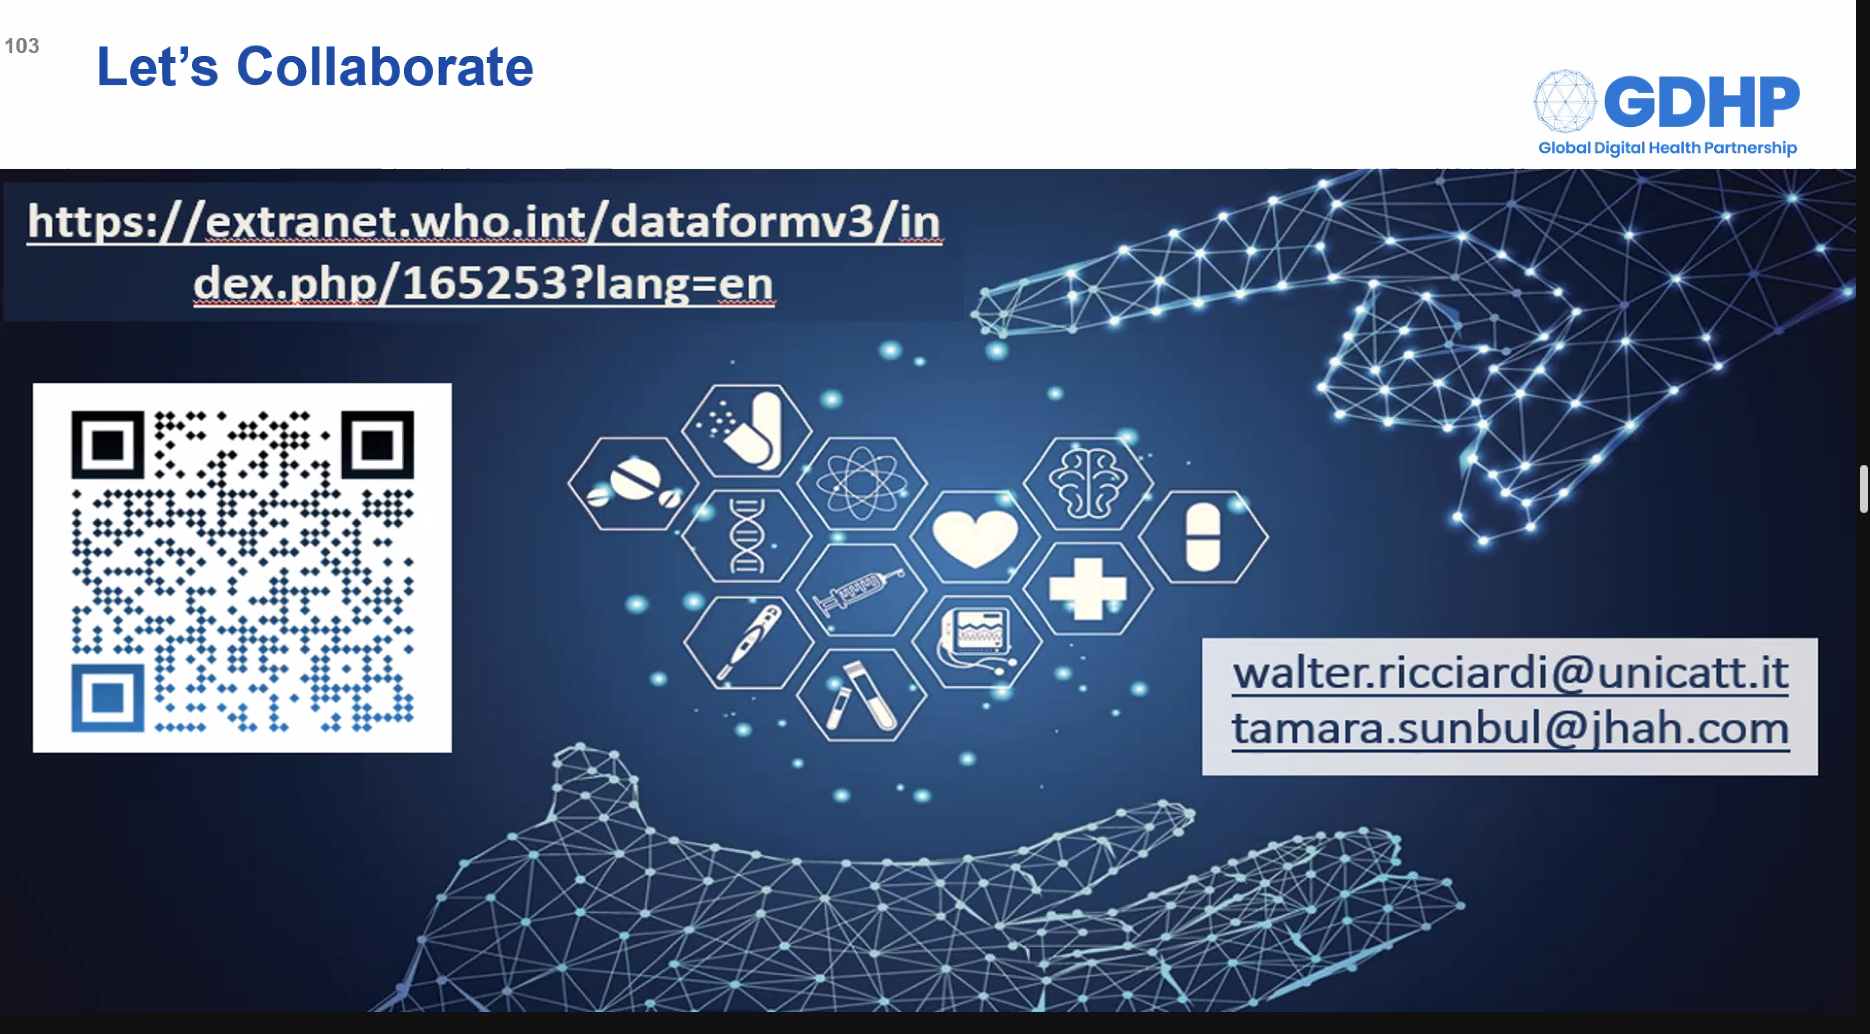 103
Let’s Collaborate
GDHP
Global Digital Health Partnership
https://extranet.who.int/dataformv3/in
dex.php/165253?lang=en
walter.ricciardi@unicatt.it
tamara.sunbul@jhah.com